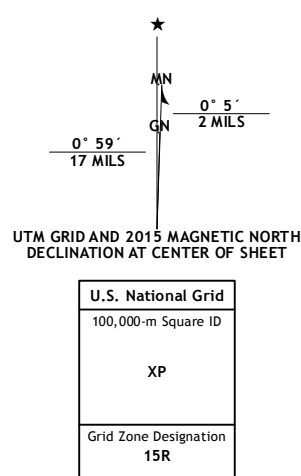 ★
MN
GN
0° 5´
2 MILS
0° 59´
17 MILS
UTM GRID AND 2015 MAGNETIC NORTH
DECLINATION AT CENTER OF SHEET
U.S. National Grid
100,000-m Square ID
XP
Grid Zone Designation
15R